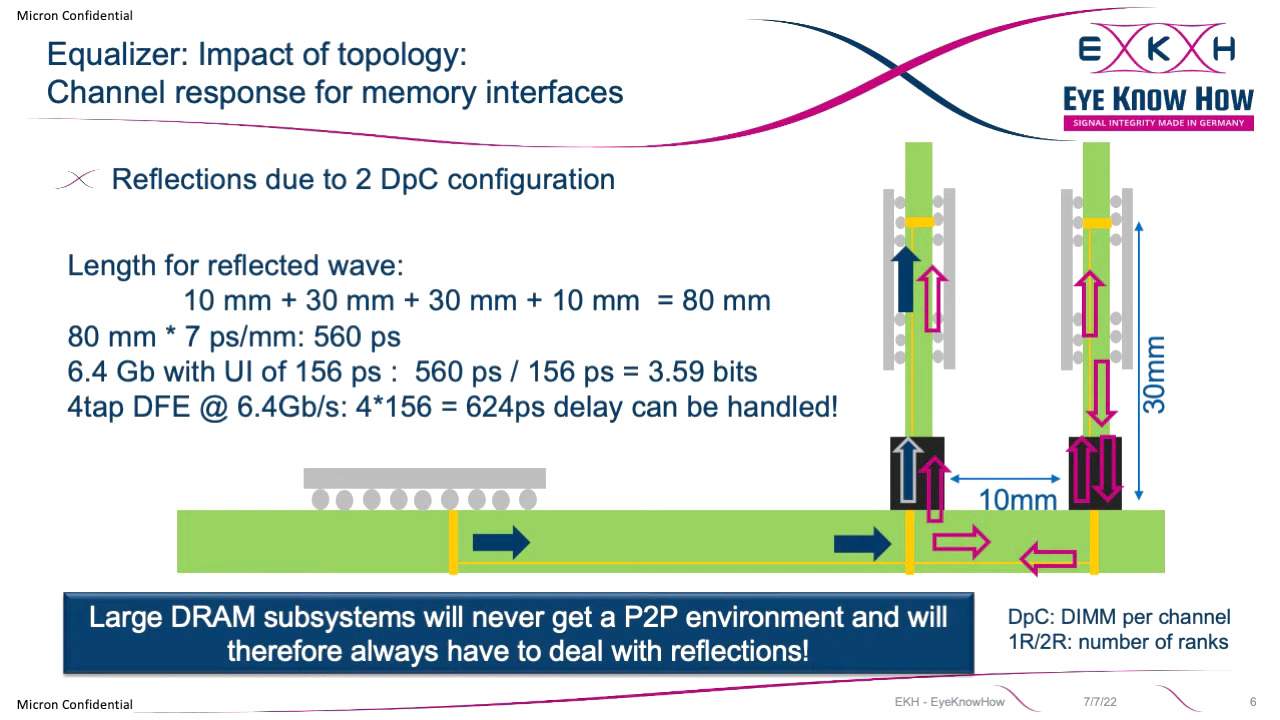 Micron Confidential
Equalizer: Impact of topology:
Channel response for memory interfaces
E K H
EYE KNOW HOW
SIGNAL INTEGRITY MADE IN GERMANY
Reflections due to 2 DpC configuration
Length for reflected wave:
10 mm + 30 mm + 30 mm + 10 mm = 80 mm
80 mm * 7 ps/mm: 560 ps
6.4 Gb with UI of 156 ps : 560 ps / 156 ps = 3.59 bits
4tap DFE @ 6.4Gb/s: 4*156 = 624ps delay can be handled!
30mm
10mm
Large DRAM subsystems will never get a P2P environment and will
therefore always have to deal with reflections!
DpC: DIMM per channel
1R/2R: number of ranks
Micron Confidential
EKH - EyeKnowHow
7/7/22
6